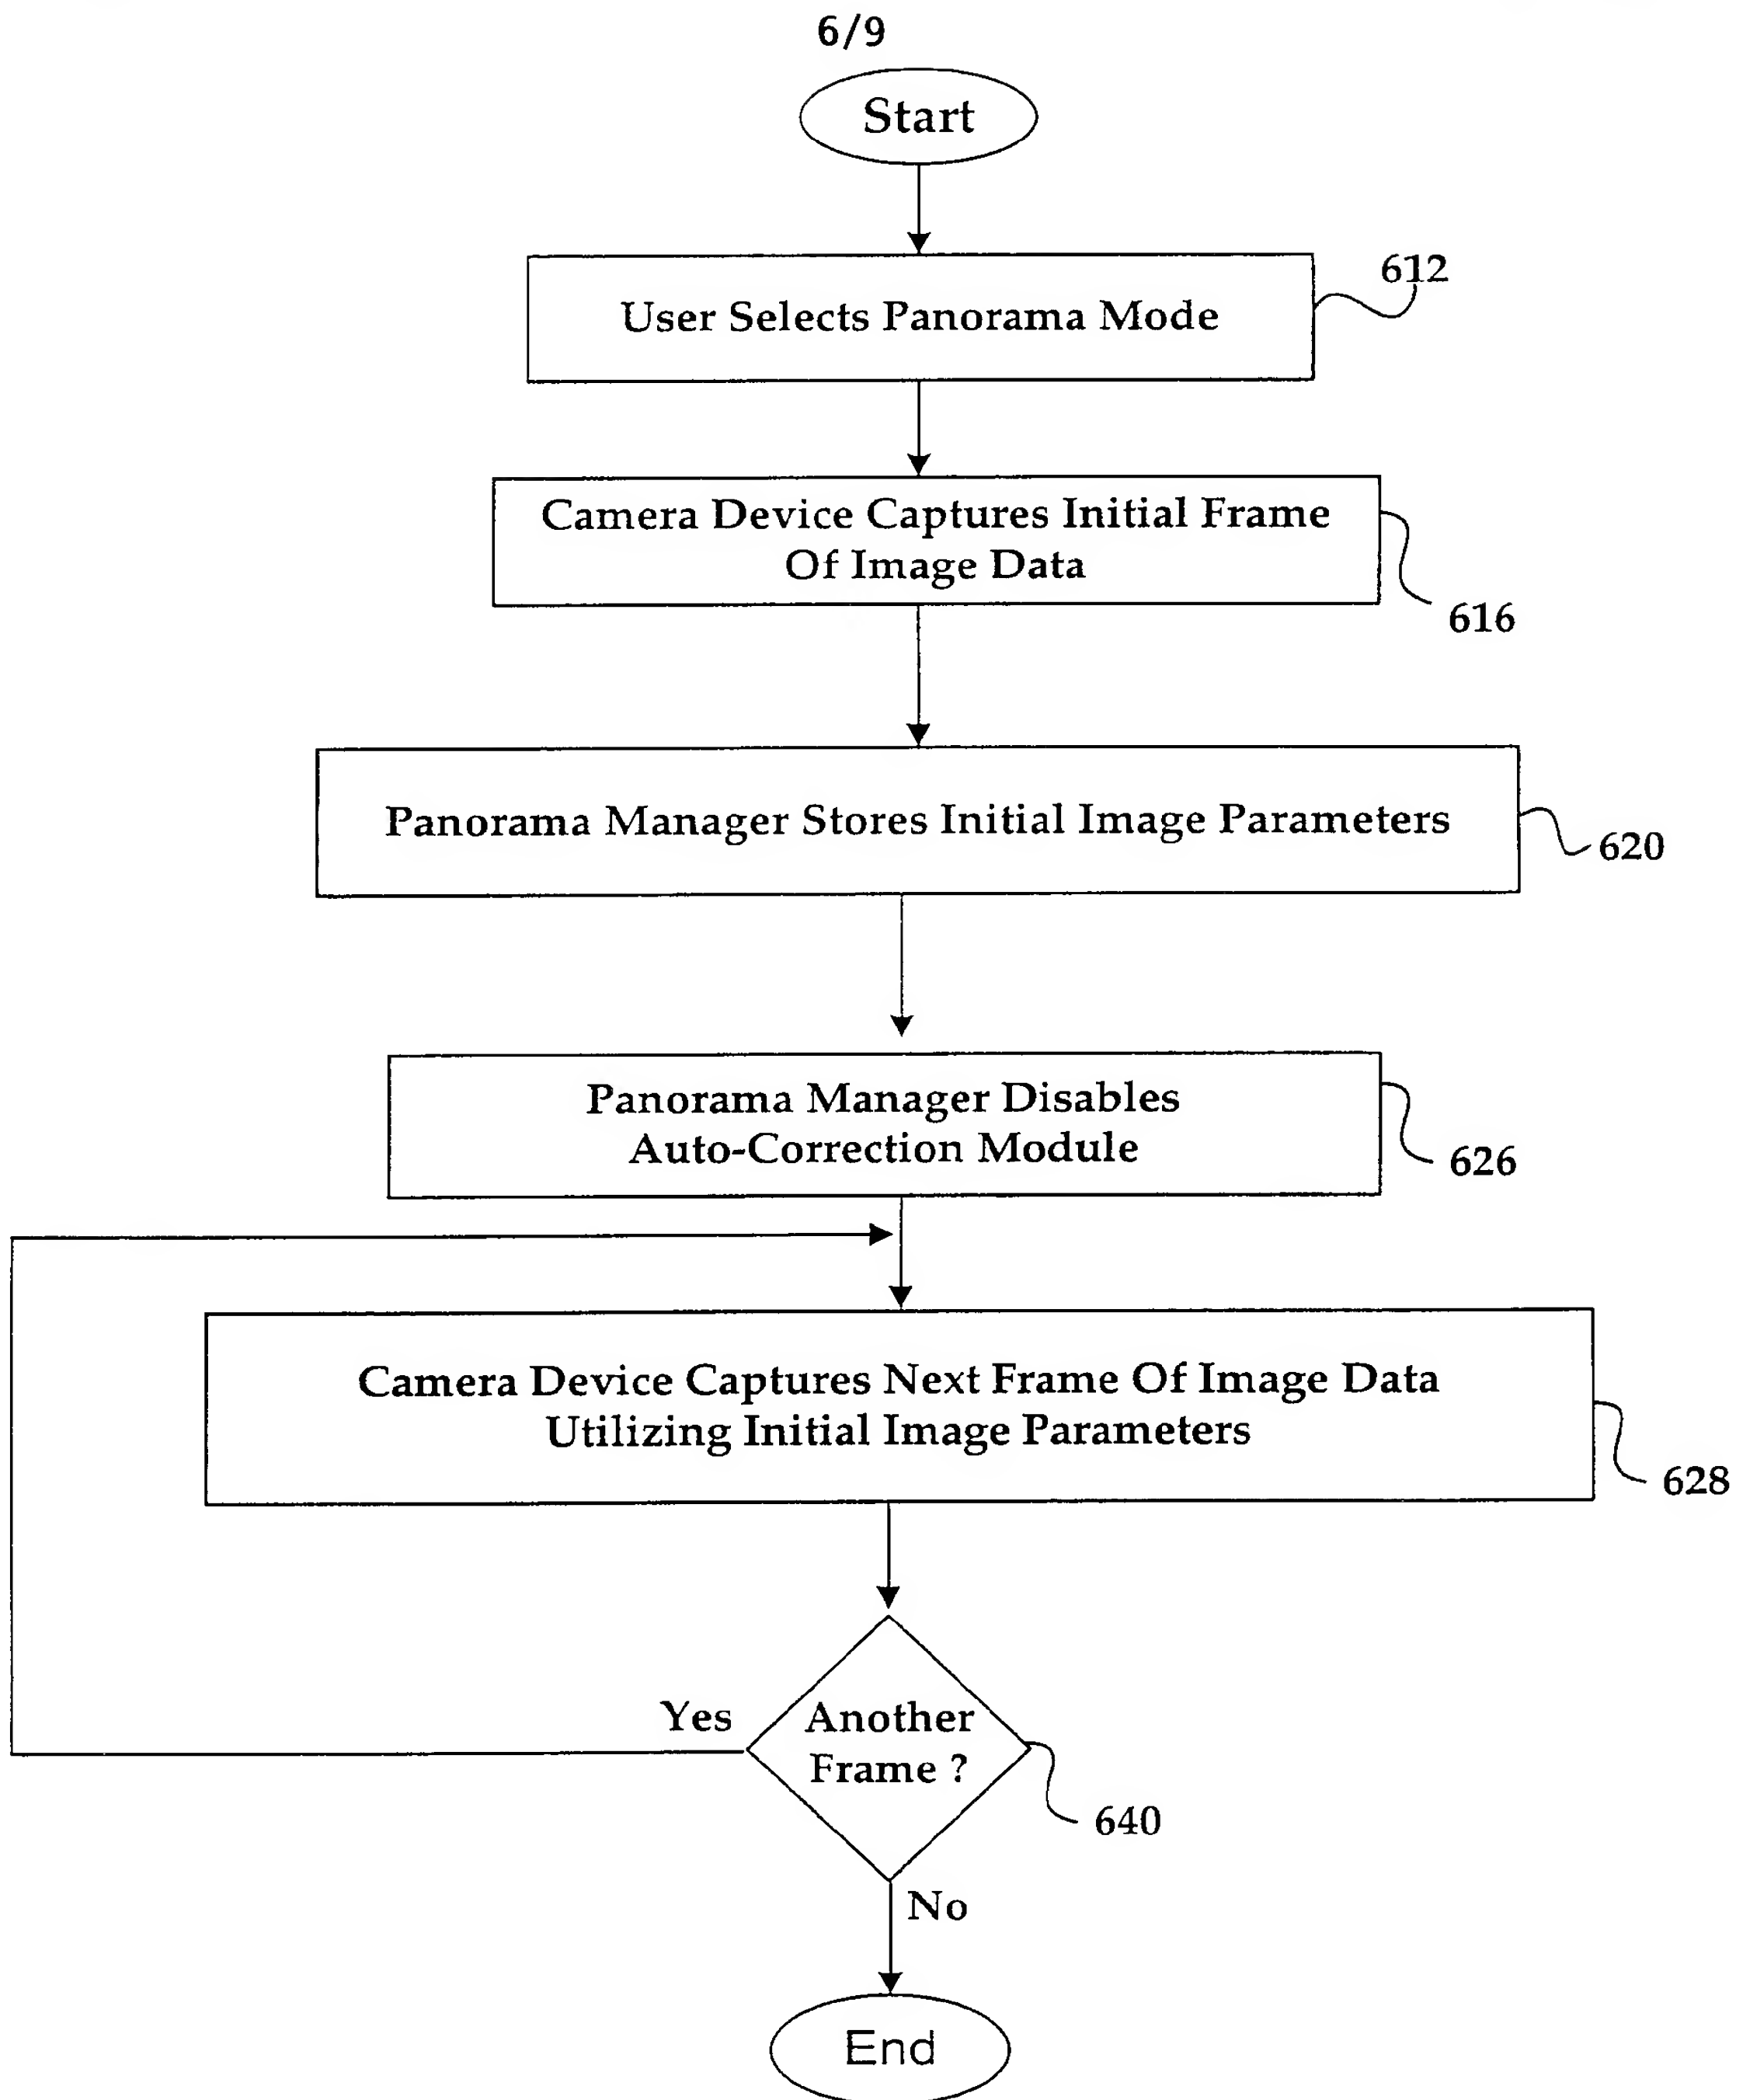 6/9
Start
User Selects Panorama Mode
612
Camera Device Captures Initial Frame
Of Image Data
616
Panorama Manager Stores Initial Image Parameters
620
Panorama Manager Disables
Auto-Correction Module
626
Camera Device Captures Next Frame Of Image Data
Utilizing Initial Image Parameters
628
Yes
Another
Frame ?
640
No
End